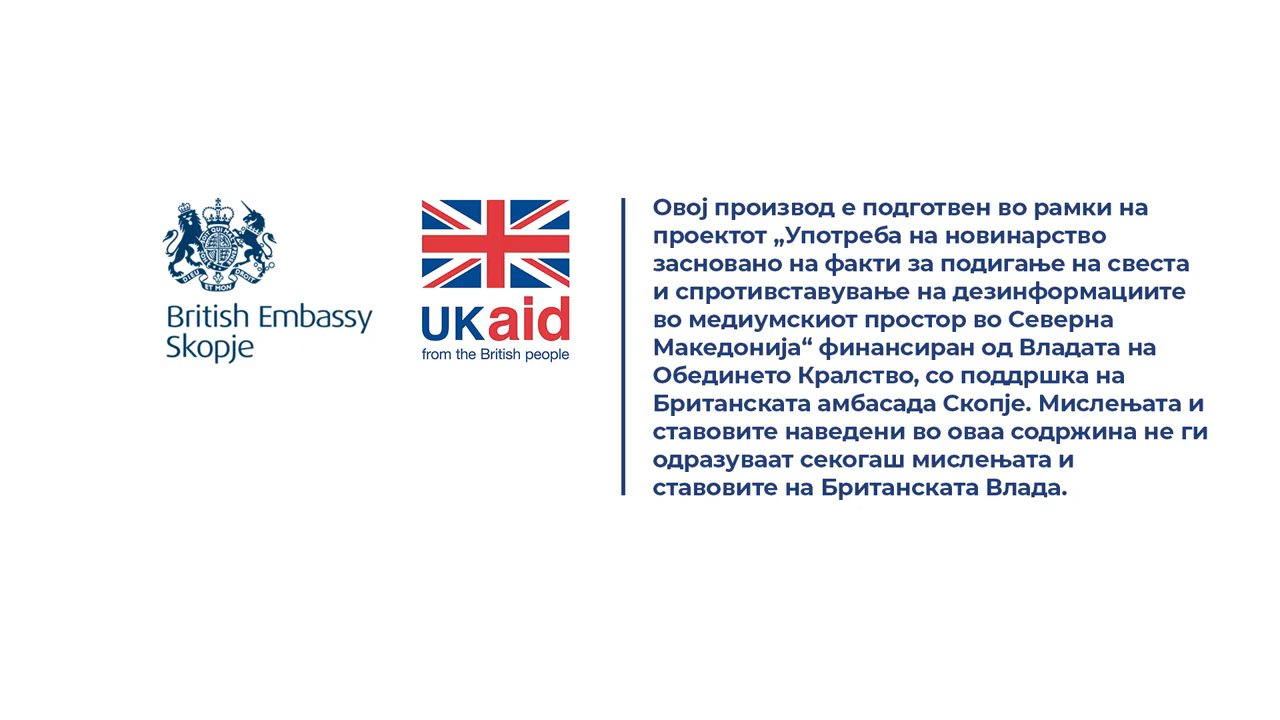 British Embassy
Skopje
UKaid
from the British people
Овој производ е подготвен во рамки на
проектот „Употреба на новинарство
засновано на факти за подигање на свеста
и спротивставување на дезинформациите
во медиумскиот простор во Северна
Македонија“ финансиран од Владата на
Обединето Кралство, со поддршка на
Британската амбасада Скопје. Мислењата и
ставовите наведени во оваа содржина не ги
одразуваат секогаш мислењата и
ставовите на Британската Влада.